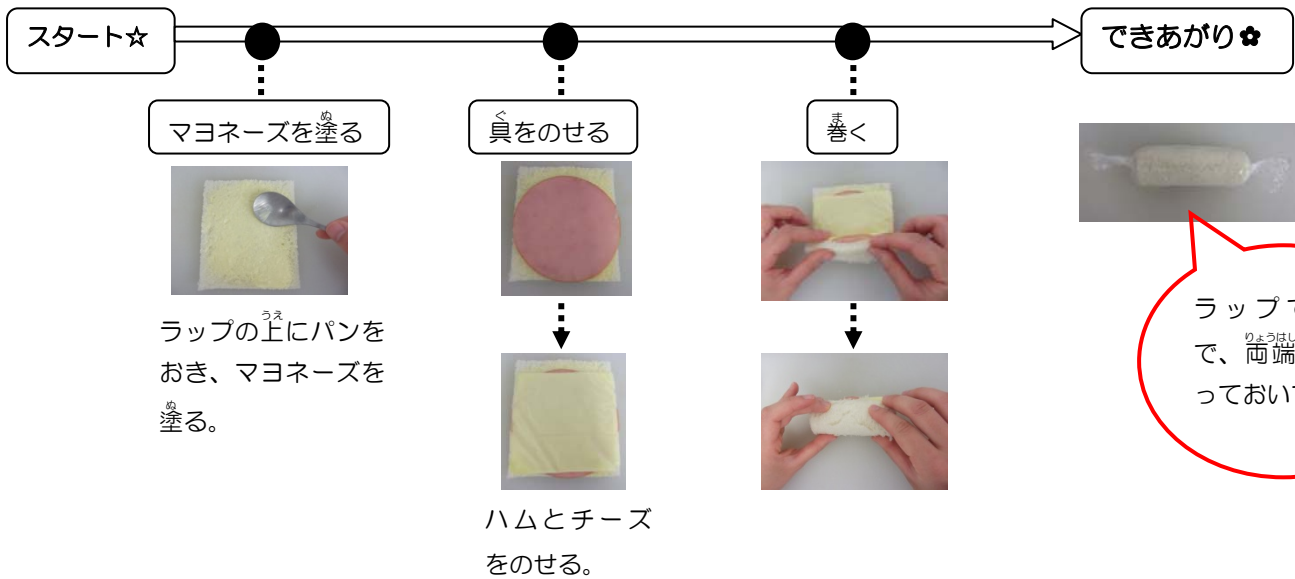 スタート☆
できあがり✿
マヨネーズを塗る
具をのせる
巻く
ラップの上にパンを
おき、マヨネーズを
塗る。
ハムとチーズ
をのせる。
ラップ
で、両端
っておい